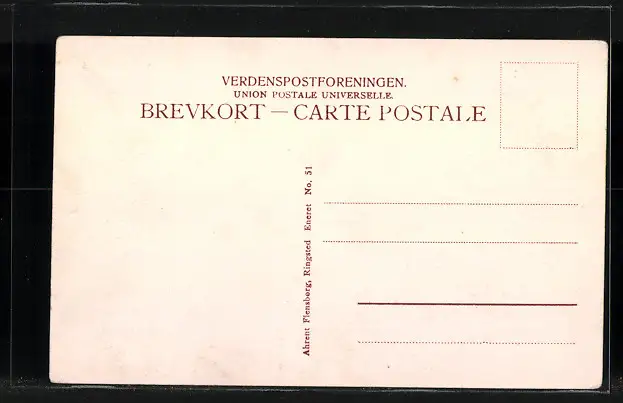 VERDENSPOSTFORENINGEN.
UNION POSTALE UNIVERSELLE.
BREVKORT — CARTE POSTALE
Ahrent Flensborg, Ringsted Eneret No. 51